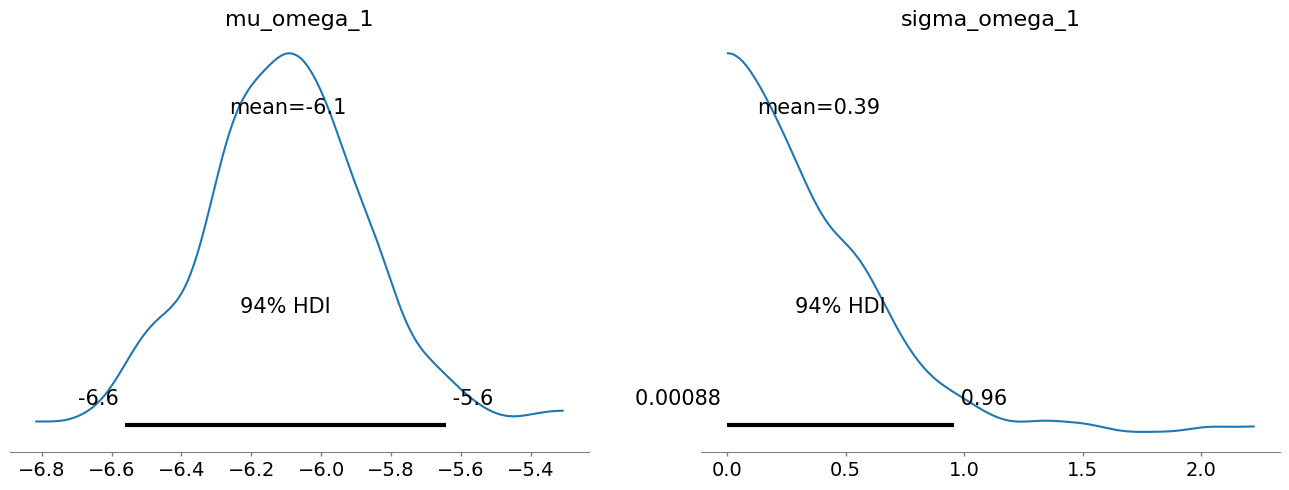 mu_omega_1
mean=-6.1
94% HDI
-6.6
-5.6
−6.8 −6.6 −6.4 −6.2 −6.0 −5.8 −5.6 −5.4
sigma_omega_1
mean=0.39
94% HDI
0.00088
0.96
0.0 0.5 1.0 1.5 2.0